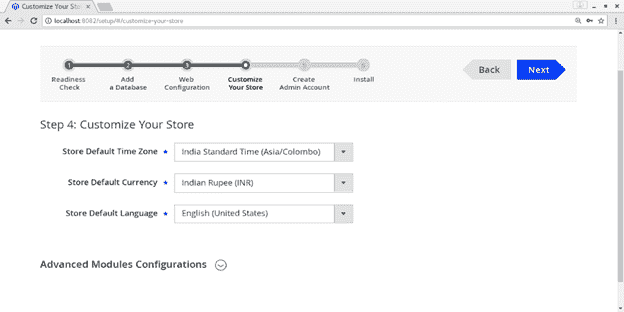 Customize Your Sto
localhost:8082/setup/#/customize-your-store
1 2 3 5 6
Readiness Check
Add a Database
Web Configuration
Customize Your Store
Create Admin Account
Install
Back
Next
Step 4: Customize Your Store
Store Default Time Zone * India Standard Time (Asia/Colombo)
Store Default Currency * Indian Rupee (INR)
Store Default Language * English (United States)
Advanced Modules Configurations